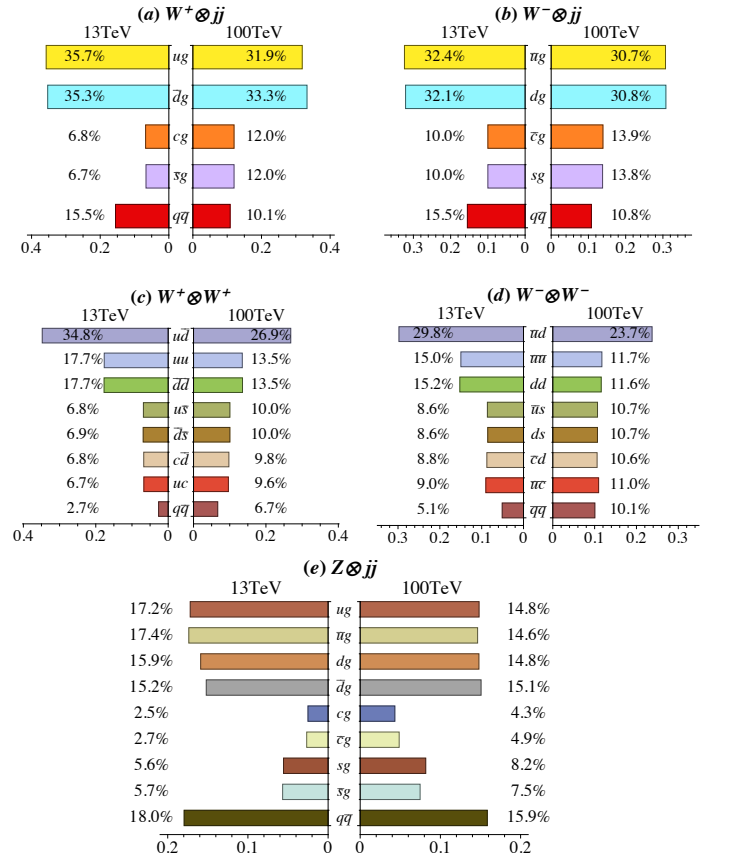 (a) W⁺⊗jj
13TeV 100TeV
35.7% ug 31.9%
35.3% d̅g 33.3%
6.8% cg 12.0%
6.7% s̅g 12.0%
15.5% qq̅ 10.1%
0.4 0.2 0 0 0.2 0.4
(b) W⁻⊗jj
13TeV 100TeV
32.4% u̅g 30.7%
32.1% dg 30.8%
10.0% c̅g 13.9%
10.0% sg 13.8%
15.5% qq̅ 10.8%
0.3 0.2 0.1 0 0 0.1 0.2 0.3
(c) W⁺⊗W⁺
13TeV 100TeV
34.8% ud̅ 26.9%
17.7% uu 13.5%
17.7% d̅d̅ 13.5%
6.8% us̅ 10.0%
6.9% d̅s̅ 10.0%
6.8% cd̅ 9.8%
6.7% uc 9.6%
2.7% qq̅ 6.7%
0.4 0.2 0 0 0.2 0.4
(d) W⁻⊗W⁻
13TeV 100TeV
29.8% u̅d 23.7%
15.0% u̅u̅ 11.7%
15.2% dd 11.6%
8.6% u̅s 10.7%
8.6% ds 10.7%
8.8% c̅d 10.6%
9.0% u̅c̅ 11.0%
5.1% qq̅ 10.1%
0.3 0.2 0.1 0 0 0.1 0.2 0.3
(e) Z⊗jj
13TeV 100TeV
17.2% ug 14.8%
17.4% u̅g 14.6%
15.9% dg 14.8%
15.2% d̅g 15.1%
2.5% cg 4.3%
2.7% c̅g 4.9%
5.6% sg 8.2%
5.7% s̅g 7.5%
18.0% qq̅ 15.9%
0.2 0.1 0 0 0.1 0.2